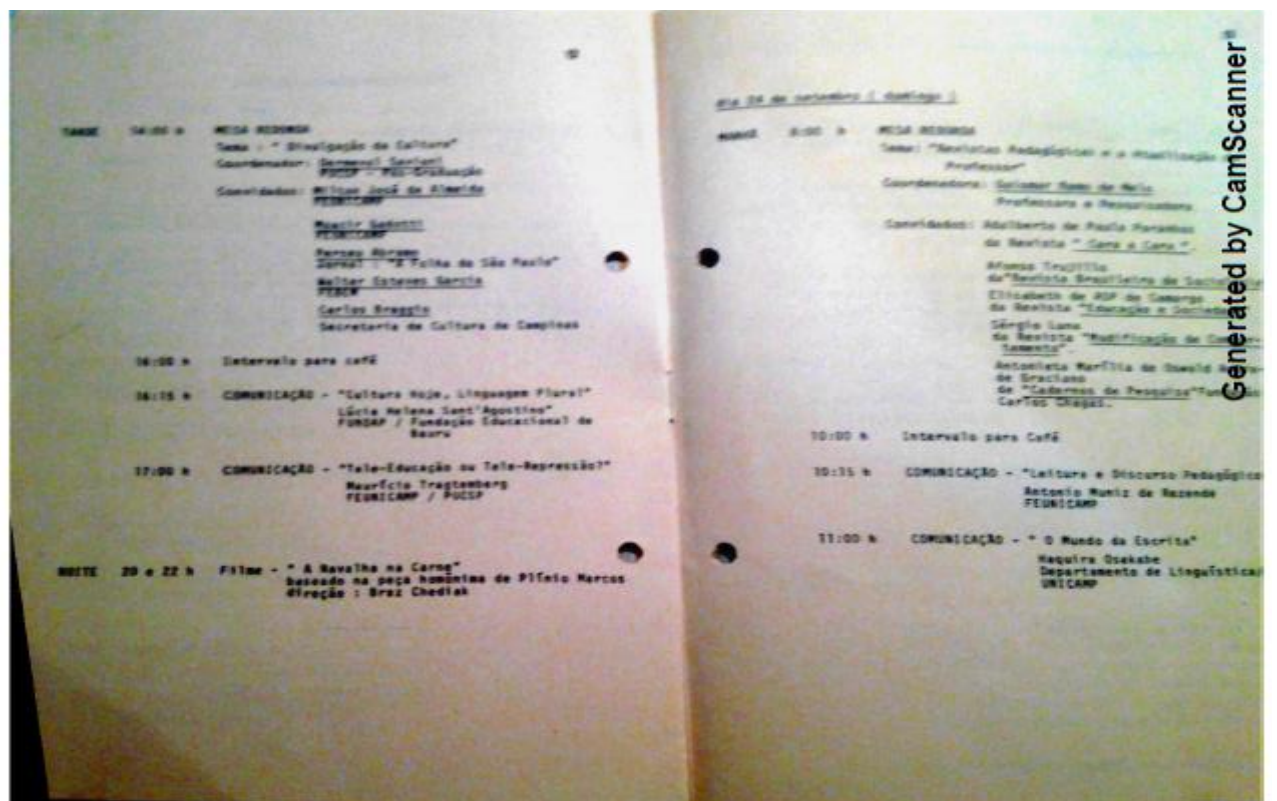 TARDE 14:00 h MESA REDONDA
Tema : " Divulgação da Cultura"
Coordenador: Dermeval Saviani
PUCSP - Pós-Graduação
Convidados: Milton José de Almeida
FEUNICAMP
Moacir Gadotti
FEUNICAMP
Perseu Abramo
Jornal : "A Folha de São Paulo"
Walter Esteves Garcia
Carlos Braggio
Secretaria de Cultura de Campinas
16:00 h Intervalo para café
16:15 h COMUNICAÇÃO - "Cultura Hoje, Linguagem Plural"
Lúcia Helena Sant'Agostino"
FUNDAP / Fundação Educacional de
Bauru
17:00 h COMUNICAÇÃO - "Tele-Educação ou Tele-Repressão?"
Maurício Tragtemberg
FEUNICAMP / PUCSP
NOITE 20 e 22 h Filme - " A Navalha na Carne"
baseado na peça homônima de Plínio Marcos
direção : Braz Chediak
dia 24 de setembro ( domingo )
MANHÃ 8:00 h MESA REDONDA
Tema: "Revistas Pedagógicas e a Atualização
Professor"
Coordenadora: Guiomar Namo de Melo
Professora e Pesquisadora
Convidados: Adalberto de Paula Paranhos
da Revista " Cara a Cara ".
Afonso Trujillo
da "Revista Brasileira de
Elisabeth de
da Revista "Educação e Sociedade
Sérgio Luna
da Revista "Modificação de
tamento".
Antonieta Marília de Oswald
de Graciano
de "Cadernos de Pesquisa"
Carlos Chagas.
10:00 h Intervalo para Café
10:15 h COMUNICAÇÃO - "Leitura e Discurso Pedagógico
Antonio Muniz de Rezende
FEUNICAMP
11:00 h COMUNICAÇÃO - " O Mundo da Escrita"
Haquira Osakabe
Departamento de Linguística/
UNICAMP
Generated by CamScanner